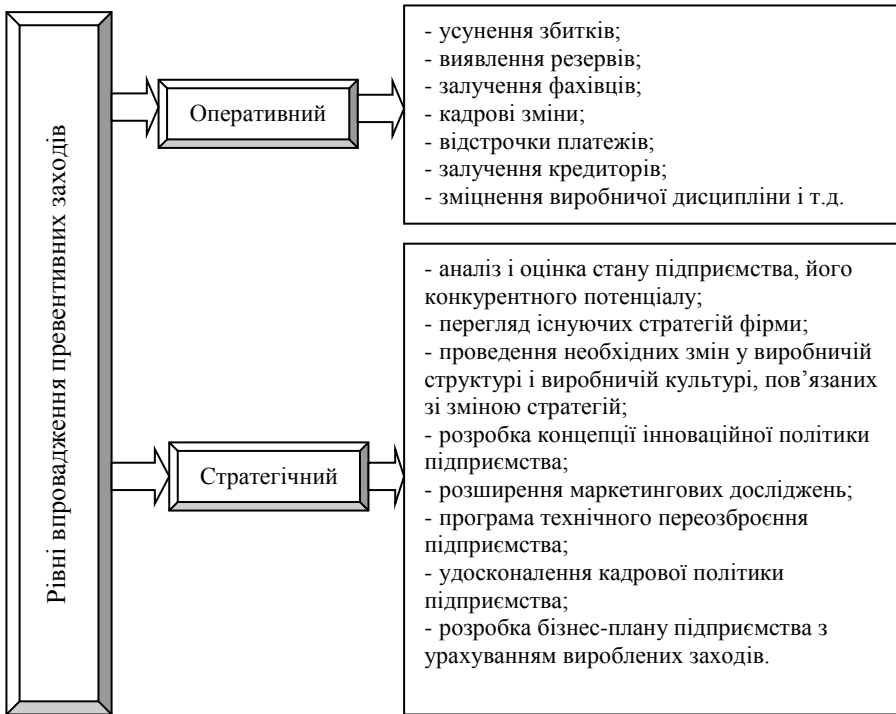 Рівні впровадження превентивних заходів
Оперативний
- усунення збитків;
- виявлення резервів;
- залучення фахівців;
- кадрові зміни;
- відстрочки платежів;
- залучення кредиторів;
- зміцнення виробничої дисципліни і т.д.
Стратегічний
- аналіз і оцінка стану підприємства, його
конкурентного потенціалу;
- перегляд існуючих стратегій фірми;
- проведення необхідних змін у виробничій
структурі і виробничій культурі, пов’язаних
зі зміною стратегій;
- розробка концепції інноваційної політики
підприємства;
- розширення маркетингових досліджень;
- програма технічного переозброєння
підприємства;
- удосконалення кадрової політики
підприємства;
- розробка бізнес-плану підприємства з
урахуванням вироблених заходів.